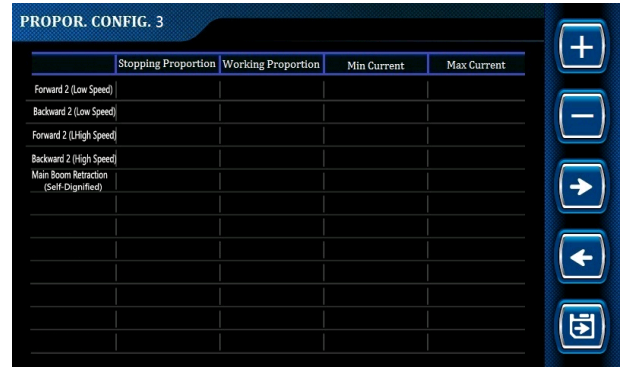 PROPOR. CONFIG. 3
Stopping Proportion Working Proportion Min Current Max Current
Forward 2 (Low Speed)
Backward 2 (Low Speed)
Forward 2 (LHigh Speed)
Backward 2 (High Speed)
Main Boom Retraction
(Self-Dignified)